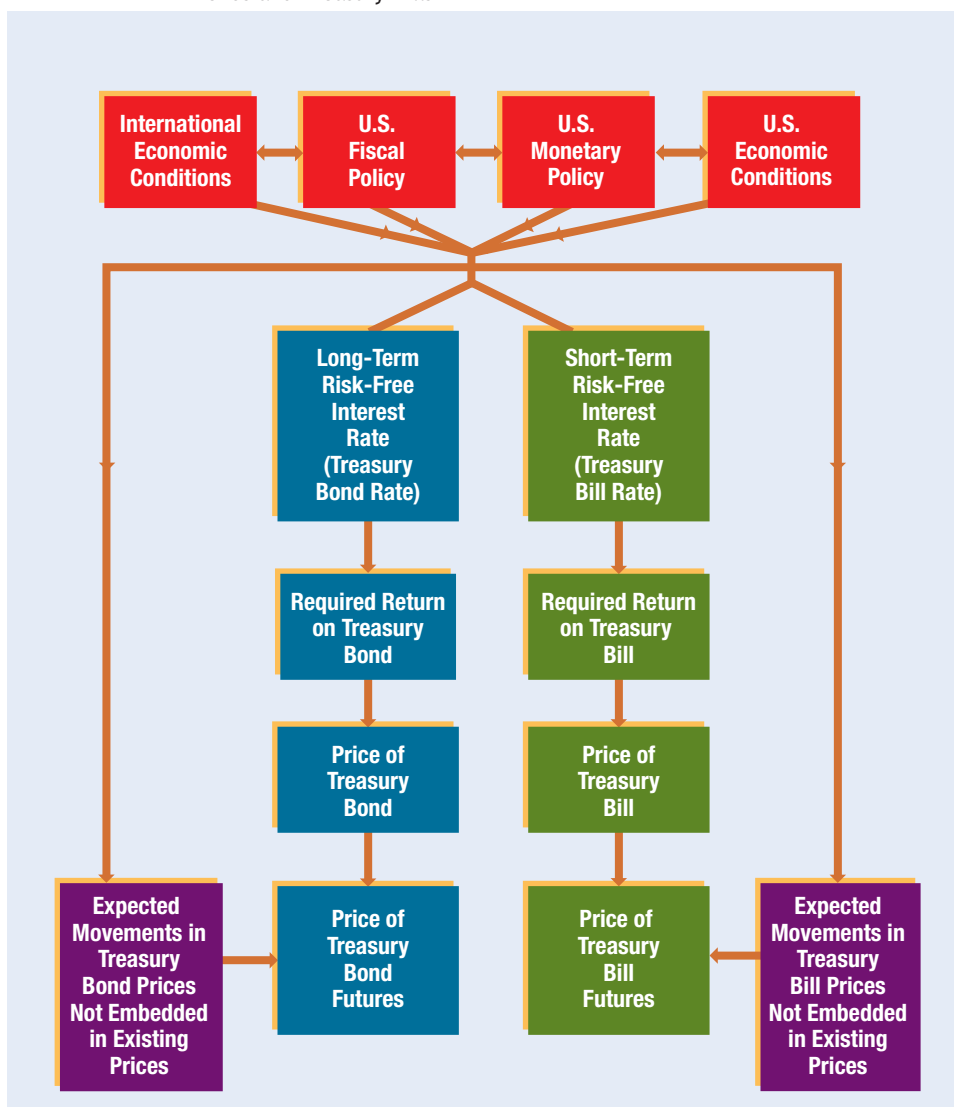 International
Economic
Conditions
U.S.
Fiscal
Policy
U.S.
Monetary
Policy
U.S.
Economic
Conditions
Long-Term
Risk-Free
Interest
Rate
(Treasury
Bond Rate)
Short-Term
Risk-Free
Interest
Rate
(Treasury
Bill Rate)
Required Return
on Treasury
Bond
Required Return
on Treasury
Bill
Price of
Treasury
Bond
Price of
Treasury
Bill
Expected
Movements in
Treasury
Bond Prices
Not Embedded
in Existing
Prices
Price of
Treasury
Bond
Futures
Price of
Treasury
Bill
Futures
Expected
Movements in
Treasury
Bill Prices
Not Embedded
in Existing
Prices